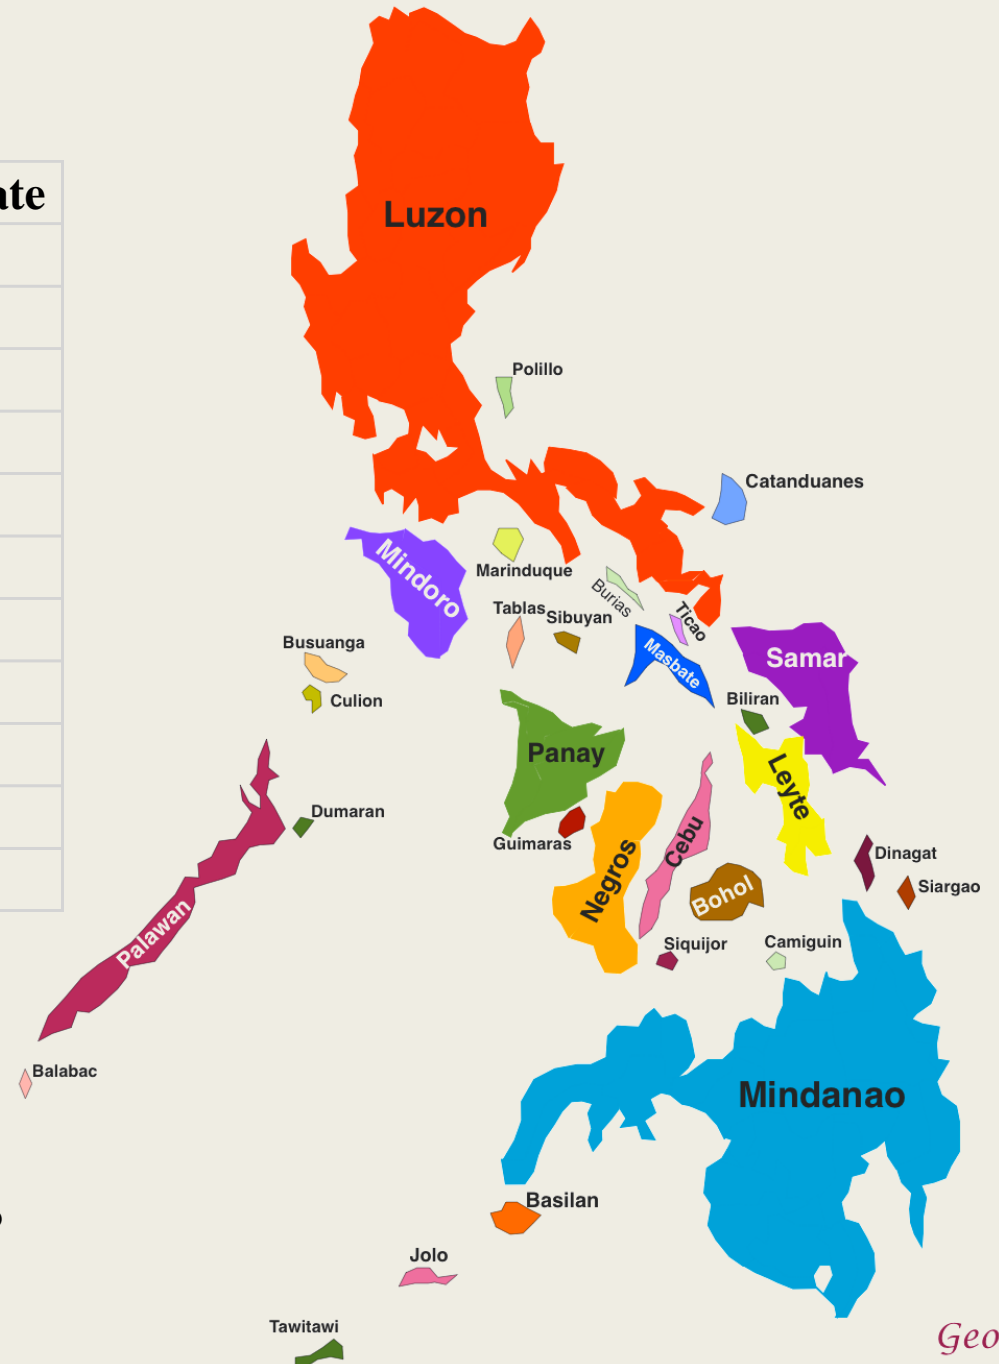 ate
Luzon
Polillo
Catanduanes
Mindoro
Marinduque
Burias
Tablas
Sibuyan
Ticao
Busuanga
Masbate
Samar
Culion
Biliran
Panay
Leyte
Dumaran
Guimaras
Cebu
Negros
Dinagat
Siargao
Bohol
Palawan
Siquijor
Camiguin
Balabac
Mindanao
Basilan
Jolo
Tawitawi
Geo